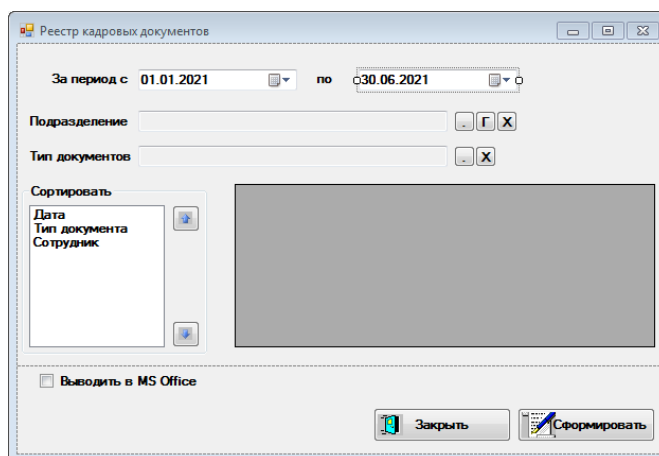 Реестр кадровых документов
За период с 01.01.2021 по 30.06.2021
Подразделение . Г X
Тип документов . X
Сортировать
Дата
Тип документа
Сотрудник
Выводить в MS Office
Закрыть Сформировать